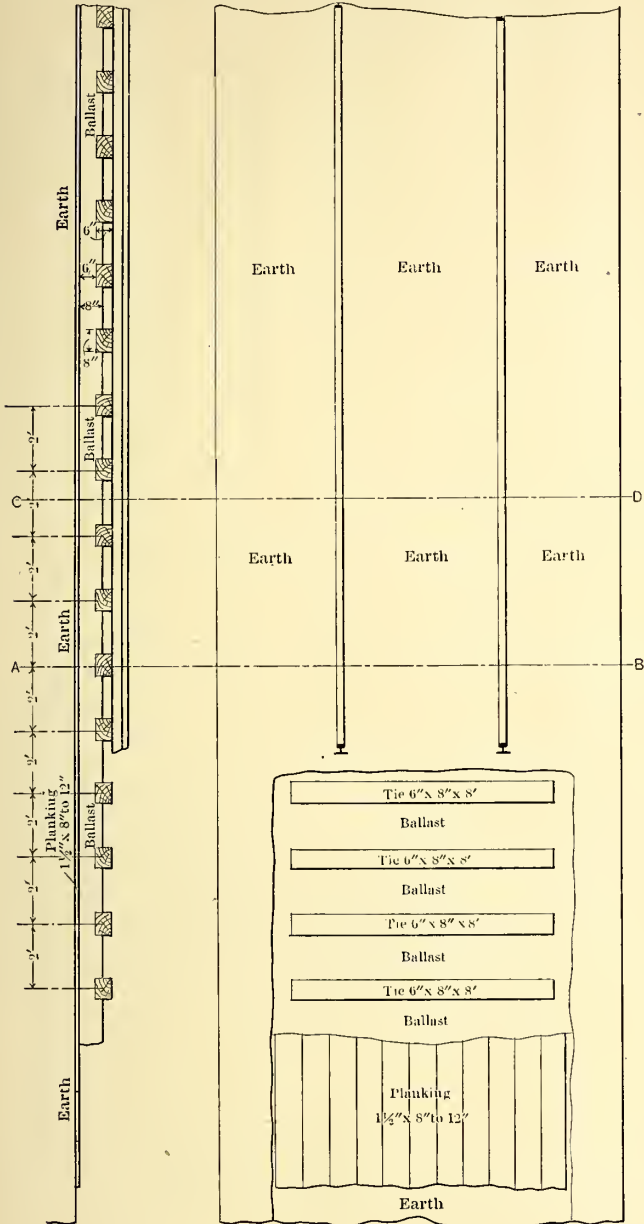 Ballast
Earth
6"
6"
8"
8"
Ballast
2'
C
2'
2'
2'
Earth
A
2'
2'
2'
Planking
1½" x 8" to 12"
Ballast
2'
2'
Earth
Earth
Earth
Earth
D
Earth
Earth
Earth
B
Tie 6" x 8" x 8'
Ballast
Tie 6" x 8" x 8'
Ballast
Tie 6" x 8" x 8'
Ballast
Tie 6" x 8" x 8'
Ballast
Planking
1½" x 8" to 12"
Earth